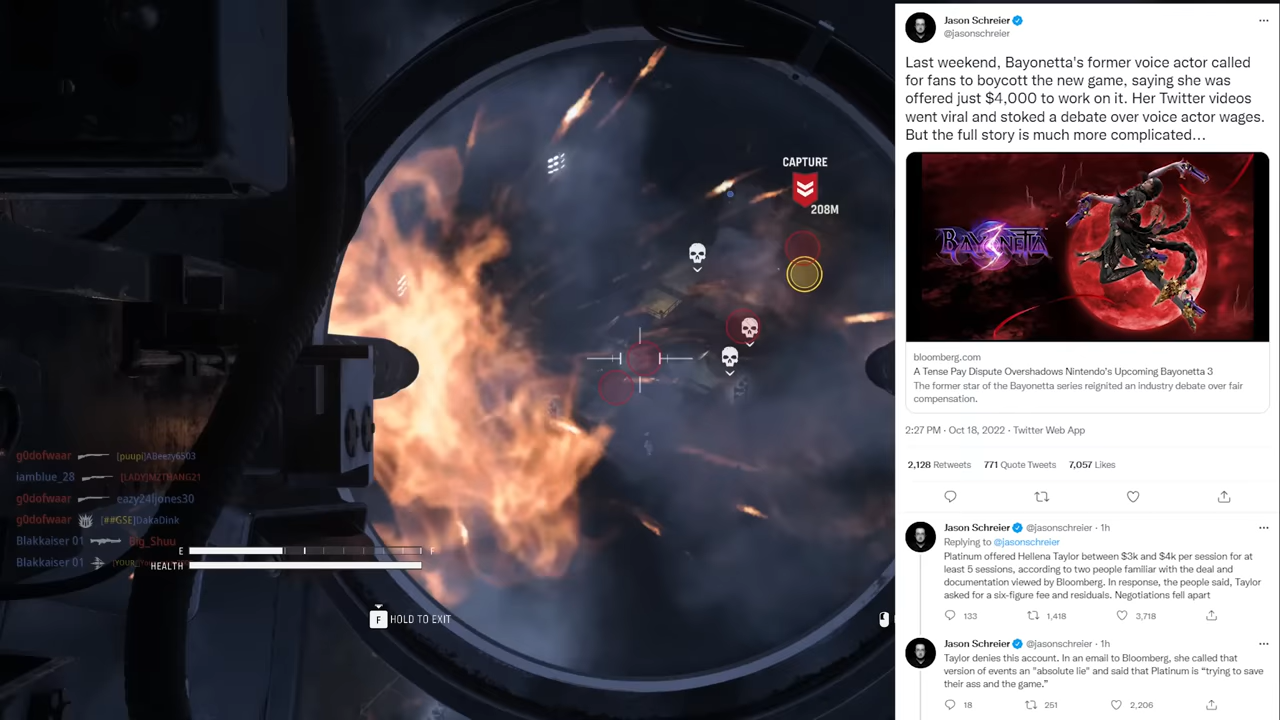 CAPTURE
208M
g0dofwaar [puupi]ABeezy6503
iamblue_28 [LADY]M2THANG21
g0dofwaar eazy24ljones30
g0dofwaar [##GSE]DakaDink
Blakkaiser 01 Big_Shuu
Blakkaiser 01
E F
HEALTH
F HOLD TO EXIT
Jason Schreier
@jasonschreier
Last weekend, Bayonetta's former voice actor called
for fans to boycott the new game, saying she was
offered just $4,000 to work on it. Her Twitter videos
went viral and stoked a debate over voice actor wages.
But the full story is much more complicated...
BAYONETTA
bloomberg.com
A Tense Pay Dispute Overshadows Nintendo's Upcoming Bayonetta 3
The former star of the Bayonetta series reignited an industry debate over fair
compensation.
2:27 PM · Oct 18, 2022 · Twitter Web App
2,128 Retweets 771 Quote Tweets 7,057 Likes
Jason Schreier @jasonschreier · 1h
Replying to @jasonschreier
Platinum offered Hellena Taylor between $3k and $4k per session for at
least 5 sessions, according to two people familiar with the deal and
documentation viewed by Bloomberg. In response, the people said, Taylor
asked for a six-figure fee and residuals. Negotiations fell apart
133 1,418 3,718
Jason Schreier @jasonschreier · 1h
Taylor denies this account. In an email to Bloomberg, she called that
version of events an "absolute lie" and said that Platinum is "trying to save
their ass and the game."
18 251 2,206